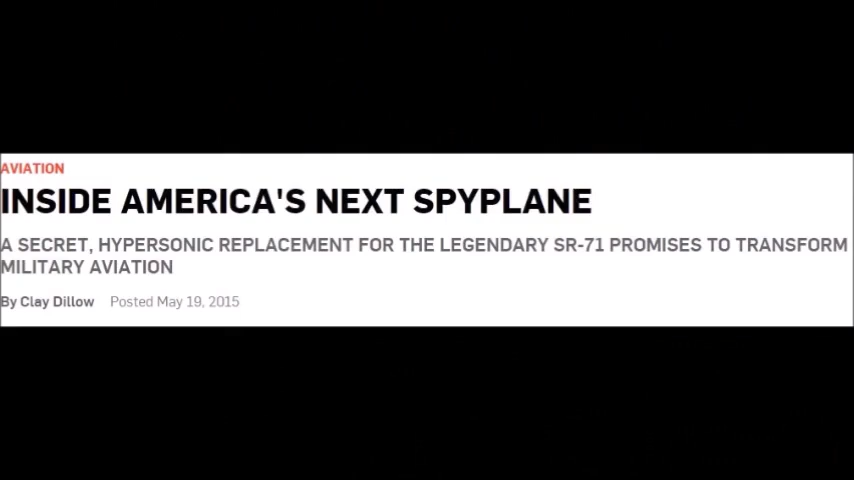 AVIATION
INSIDE AMERICA'S NEXT SPYPLANE
A SECRET, HYPERSONIC REPLACEMENT FOR THE LEGENDARY SR-71 PROMISES TO TRANSFORM
MILITARY AVIATION
By Clay Dillow Posted May 19, 2015